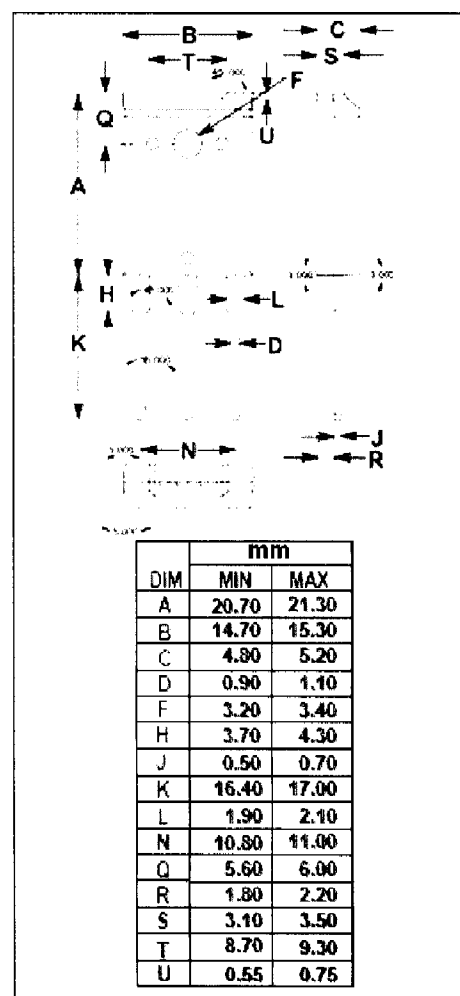 B
C
T
S
F
Q
U
A
H
L
K
D
N
J
R
mm
DIM MIN MAX
A 20.70 21.30
B 14.70 15.30
C 4.80 5.20
D 0.90 1.10
F 3.20 3.40
H 3.70 4.30
J 0.50 0.70
K 16.40 17.00
L 1.90 2.10
N 10.80 11.00
Q 5.60 6.00
R 1.80 2.20
S 3.10 3.50
T 8.70 9.30
U 0.55 0.75